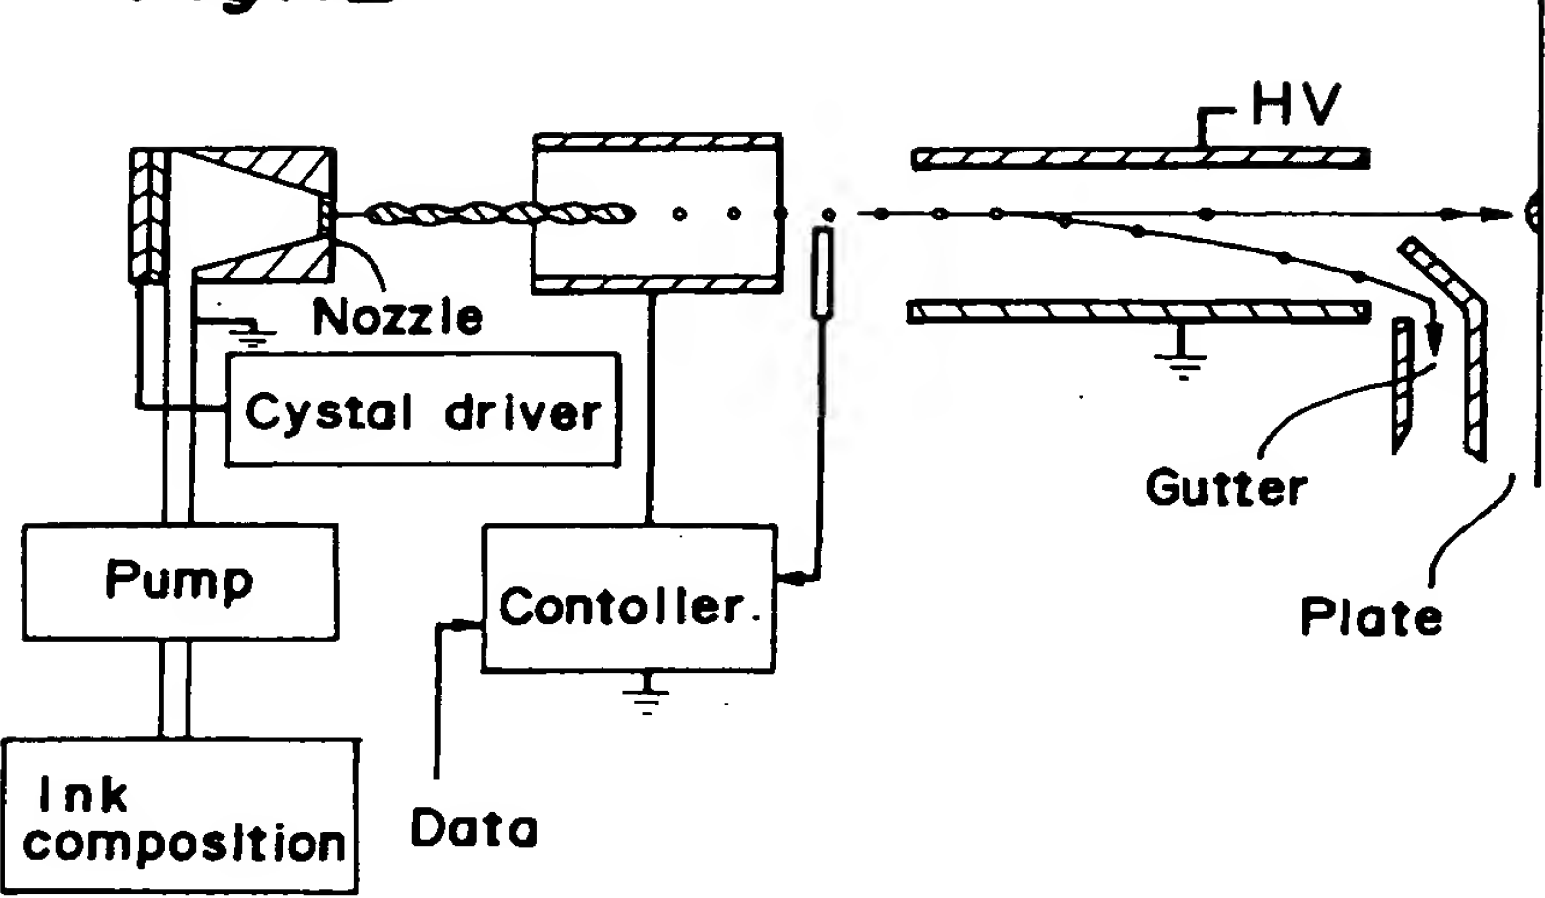 HV
Nozzle
Cystal driver
Gutter
Pump
Contoller.
Plate
Ink
composition
Data